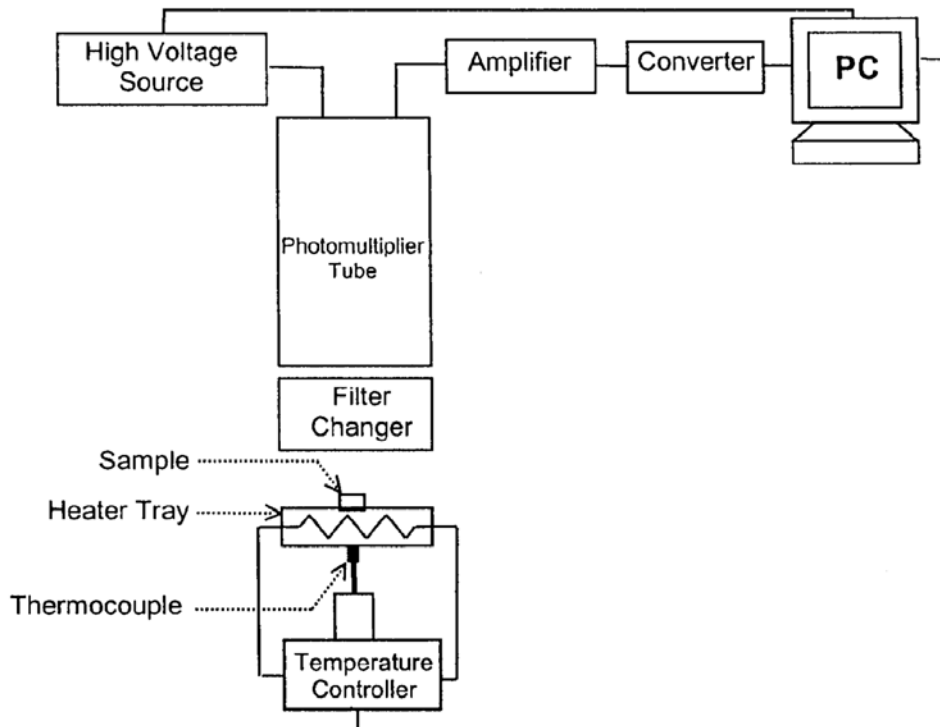 High Voltage
Source
Amplifier
Converter
PC
Photomultiplier
Tube
Filter
Changer
Sample
Heater Tray
Thermocouple
Temperature
Controller